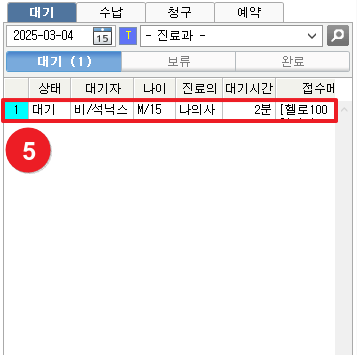 대기 수납 청구 예약
2025-03-04 15 T - 진료과 -
대기 (1) 보류 완료
상태 대기자 나이 진료의 대기시간 접수메
1 대기 비/석닉스 M/15 나의사 2분 [헬로100
5